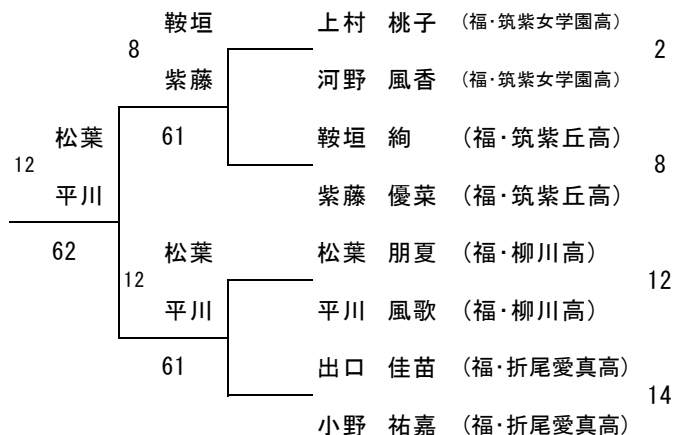 鞍垣 上村 桃子 (福・筑紫女学園高)
8 2
紫藤 河野 風香 (福・筑紫女学園高)
松葉 61 鞍垣 絢 (福・筑紫丘高)
12 8
平川 紫藤 優菜 (福・筑紫丘高)
62 松葉 松葉 朋夏 (福・柳川高)
12 12
平川 平川 風歌 (福・柳川高)
61 出口 佳苗 (福・折尾愛真高)
14
小野 祐嘉 (福・折尾愛真高)